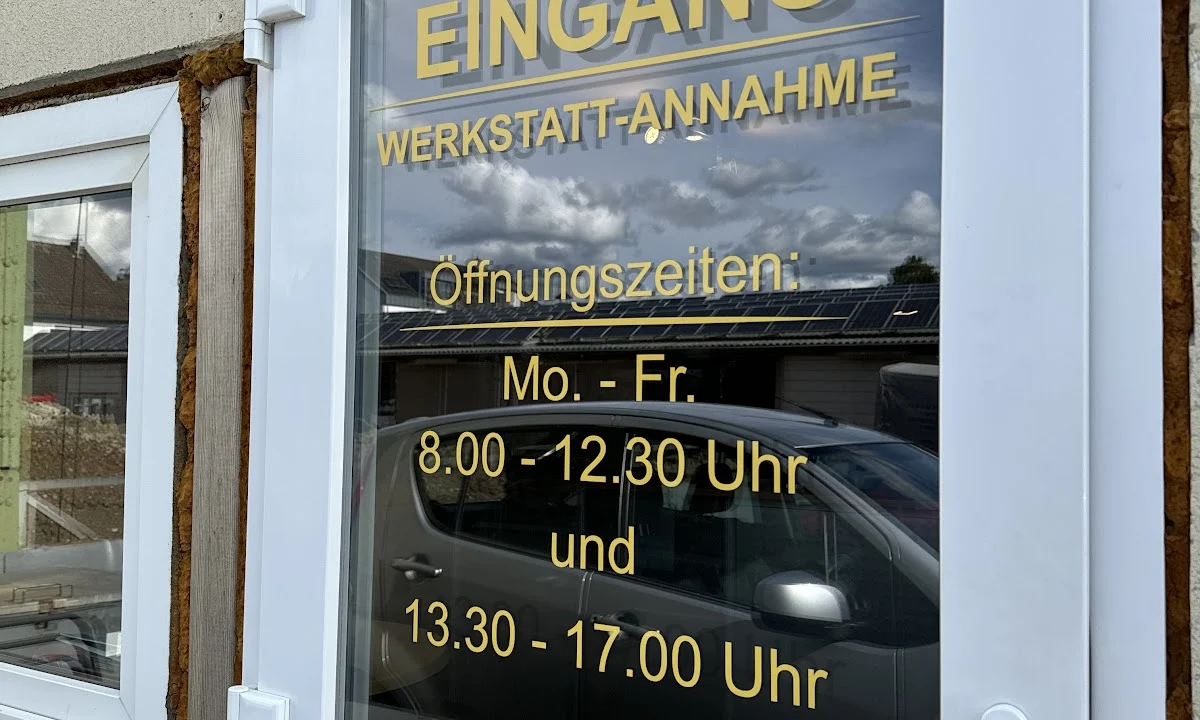 EINGANG
WERKSTATT-ANNAHME
Öffnungszeiten:
Mo. - Fr.
8.00 - 12.30 Uhr
und
13.30 - 17.00 Uhr